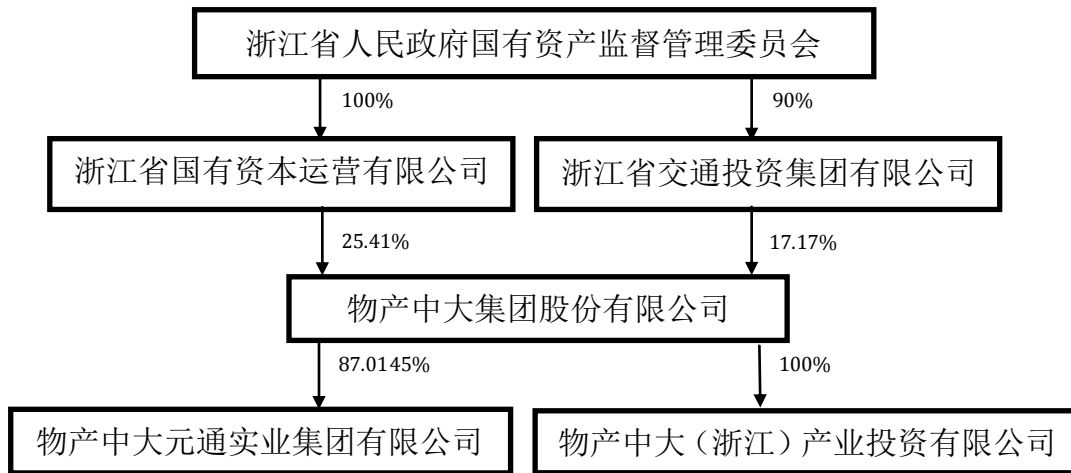 浙江省人民政府国有资产监督管理委员会
100%
90%
浙江省国有资本运营有限公司
浙江省交通投资集团有限公司
25.41%
17.17%
物产中大集团股份有限公司
87.0145%
100%
物产中大元通实业集团有限公司
物产中大（浙江）产业投资有限公司